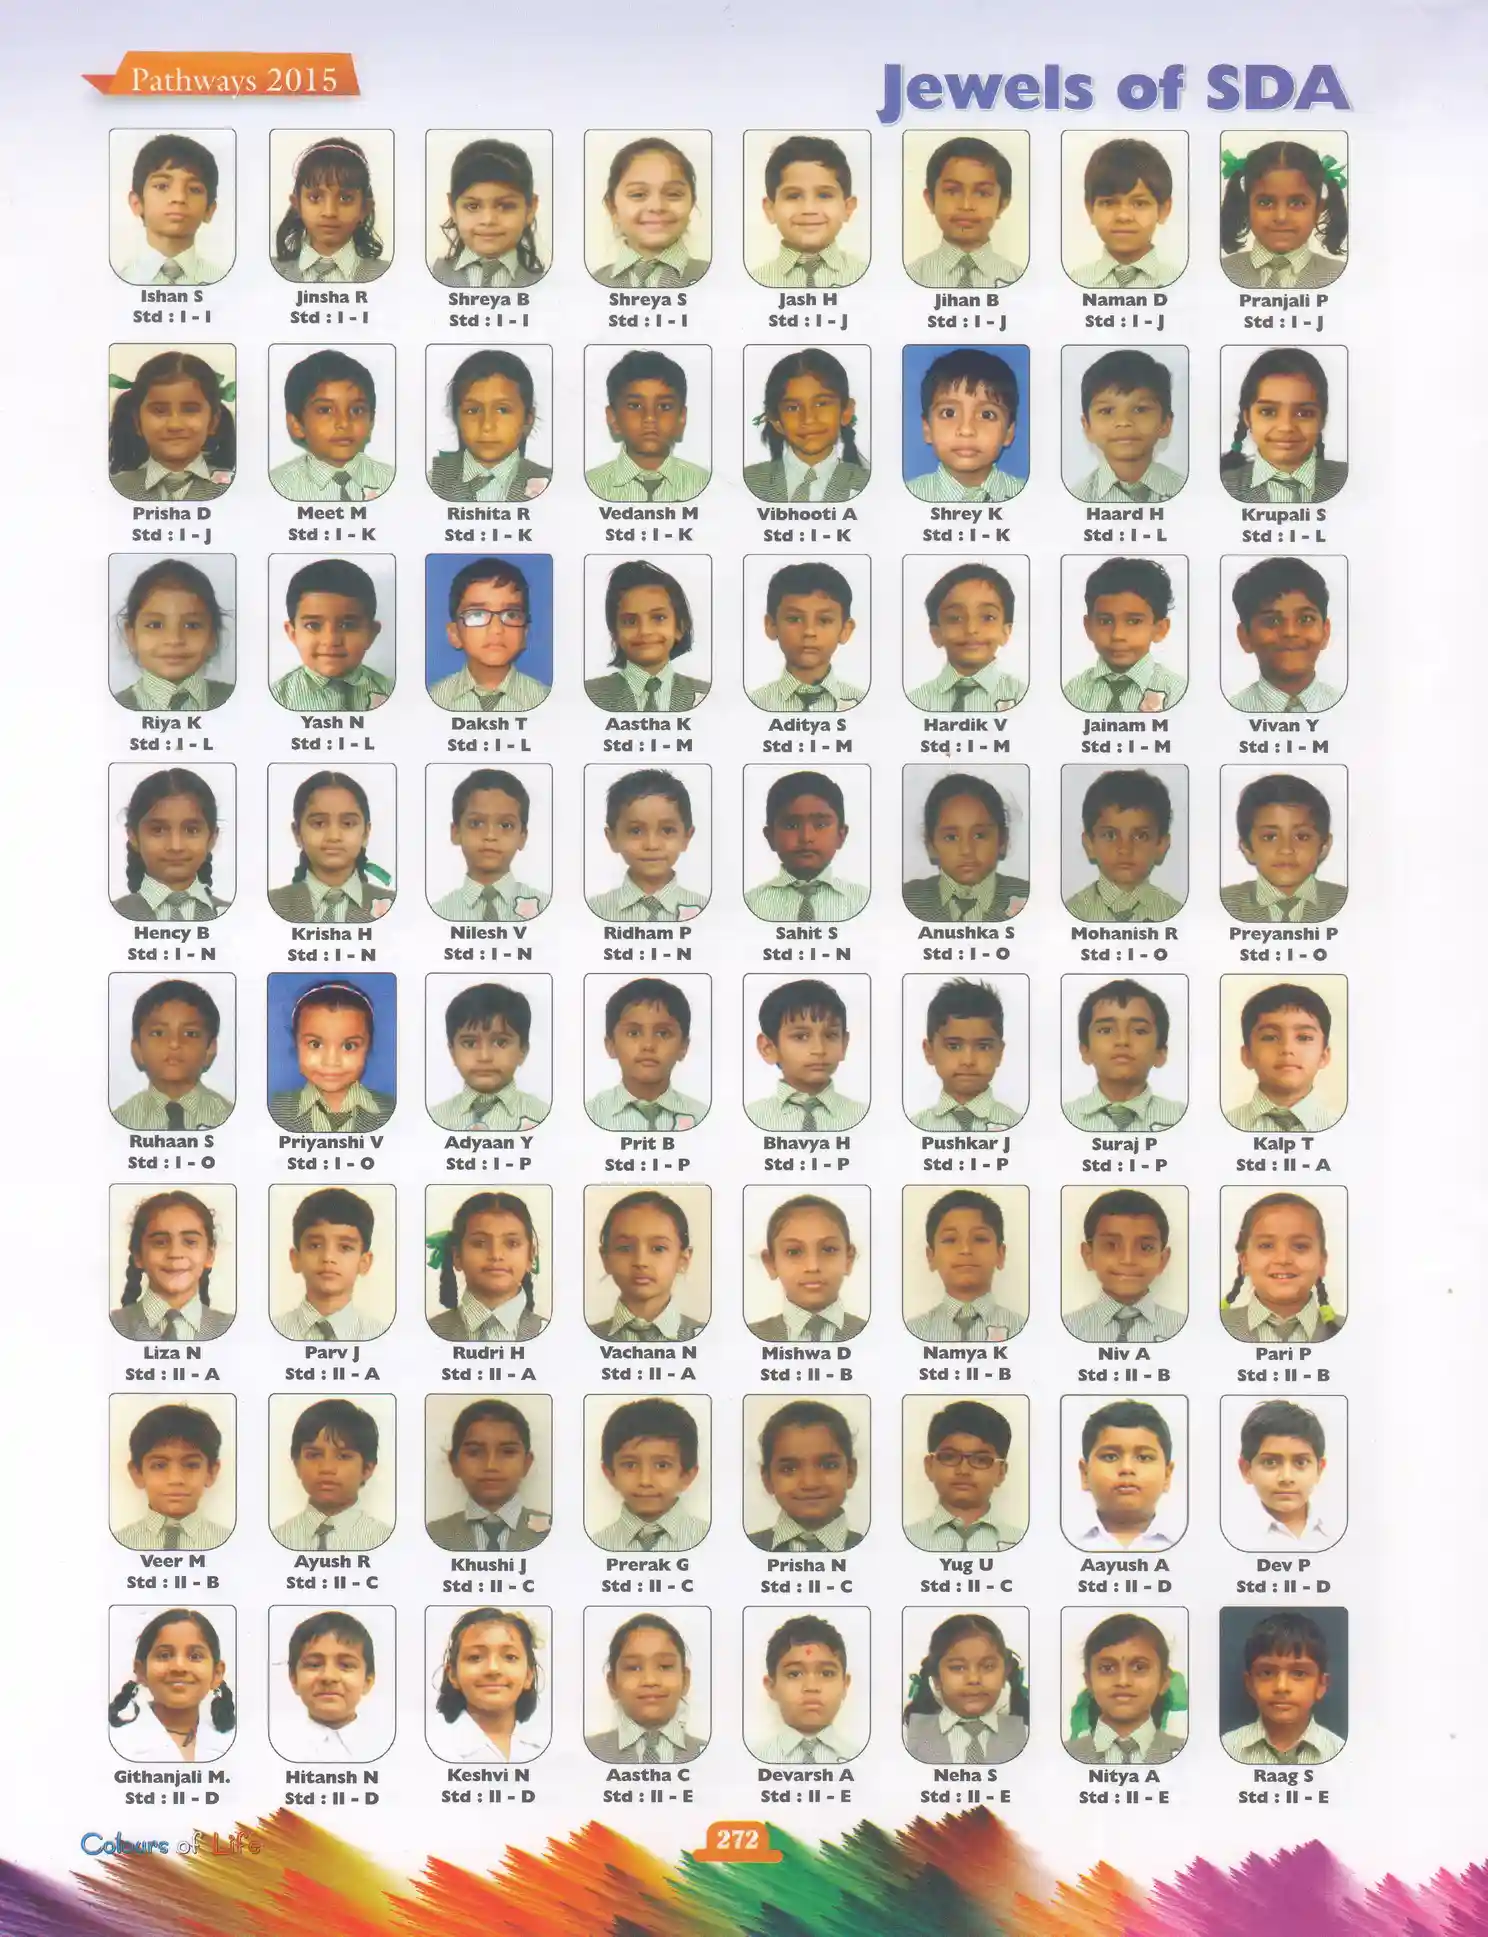 Pathways 2015
Jewels of SDA
Ishan S
Std : I - I
Jinsha R
Std : I - I
Shreya B
Std : I - I
Shreya S
Std : I - I
Jash H
Std : I - J
Jihan B
Std : I - J
Naman D
Std : I - J
Pranjali P
Std : I - J
Prisha D
Std : I - J
Meet M
Std : I - K
Rishita R
Std : I - K
Vedansh M
Std : I - K
Vibhooti A
Std : I - K
Shrey K
Std : I - K
Haard H
Std : I - L
Krupali S
Std : I - L
Riya K
Std : I - L
Yash N
Std : I - L
Daksh T
Std : I - L
Aastha K
Std : I - M
Aditya S
Std : I - M
Hardik V
Std : I - M
Jainam M
Std : I - M
Vivan Y
Std : I - M
Hency B
Std : I - N
Krisha H
Std : I - N
Nilesh V
Std : I - N
Ridham P
Std : I - N
Sahit S
Std : I - N
Anushka S
Std : I - O
Mohanish R
Std : I - O
Preyanshi P
Std : I - O
Ruhaan S
Std : I - O
Priyanshi V
Std : I - O
Adyaan Y
Std : I - P
Prit B
Std : I - P
Bhavya H
Std : I - P
Pushkar J
Std : I - P
Suraj P
Std : I - P
Kalp T
Std : II - A
Liza N
Std : II - A
Parv J
Std : II - A
Rudri H
Std : II - A
Vachana N
Std : II - A
Mishwa D
Std : II - B
Namya K
Std : II - B
Niv A
Std : II - B
Pari P
Std : II - B
Veer M
Std : II - B
Ayush R
Std : II - C
Khushi J
Std : II - C
Prerak G
Std : II - C
Prisha N
Std : II - C
Yug U
Std : II - C
Aayush A
Std : II - D
Dev P
Std : II - D
Githanjali M.
Std : II - D
Hitansh N
Std : II - D
Keshvi N
Std : II - D
Aastha C
Std : II - E
Devarsh A
Std : II - E
Neha S
Std : II - E
Nitya A
Std : II - E
Raag S
Std : II - E
Colours of Life
272